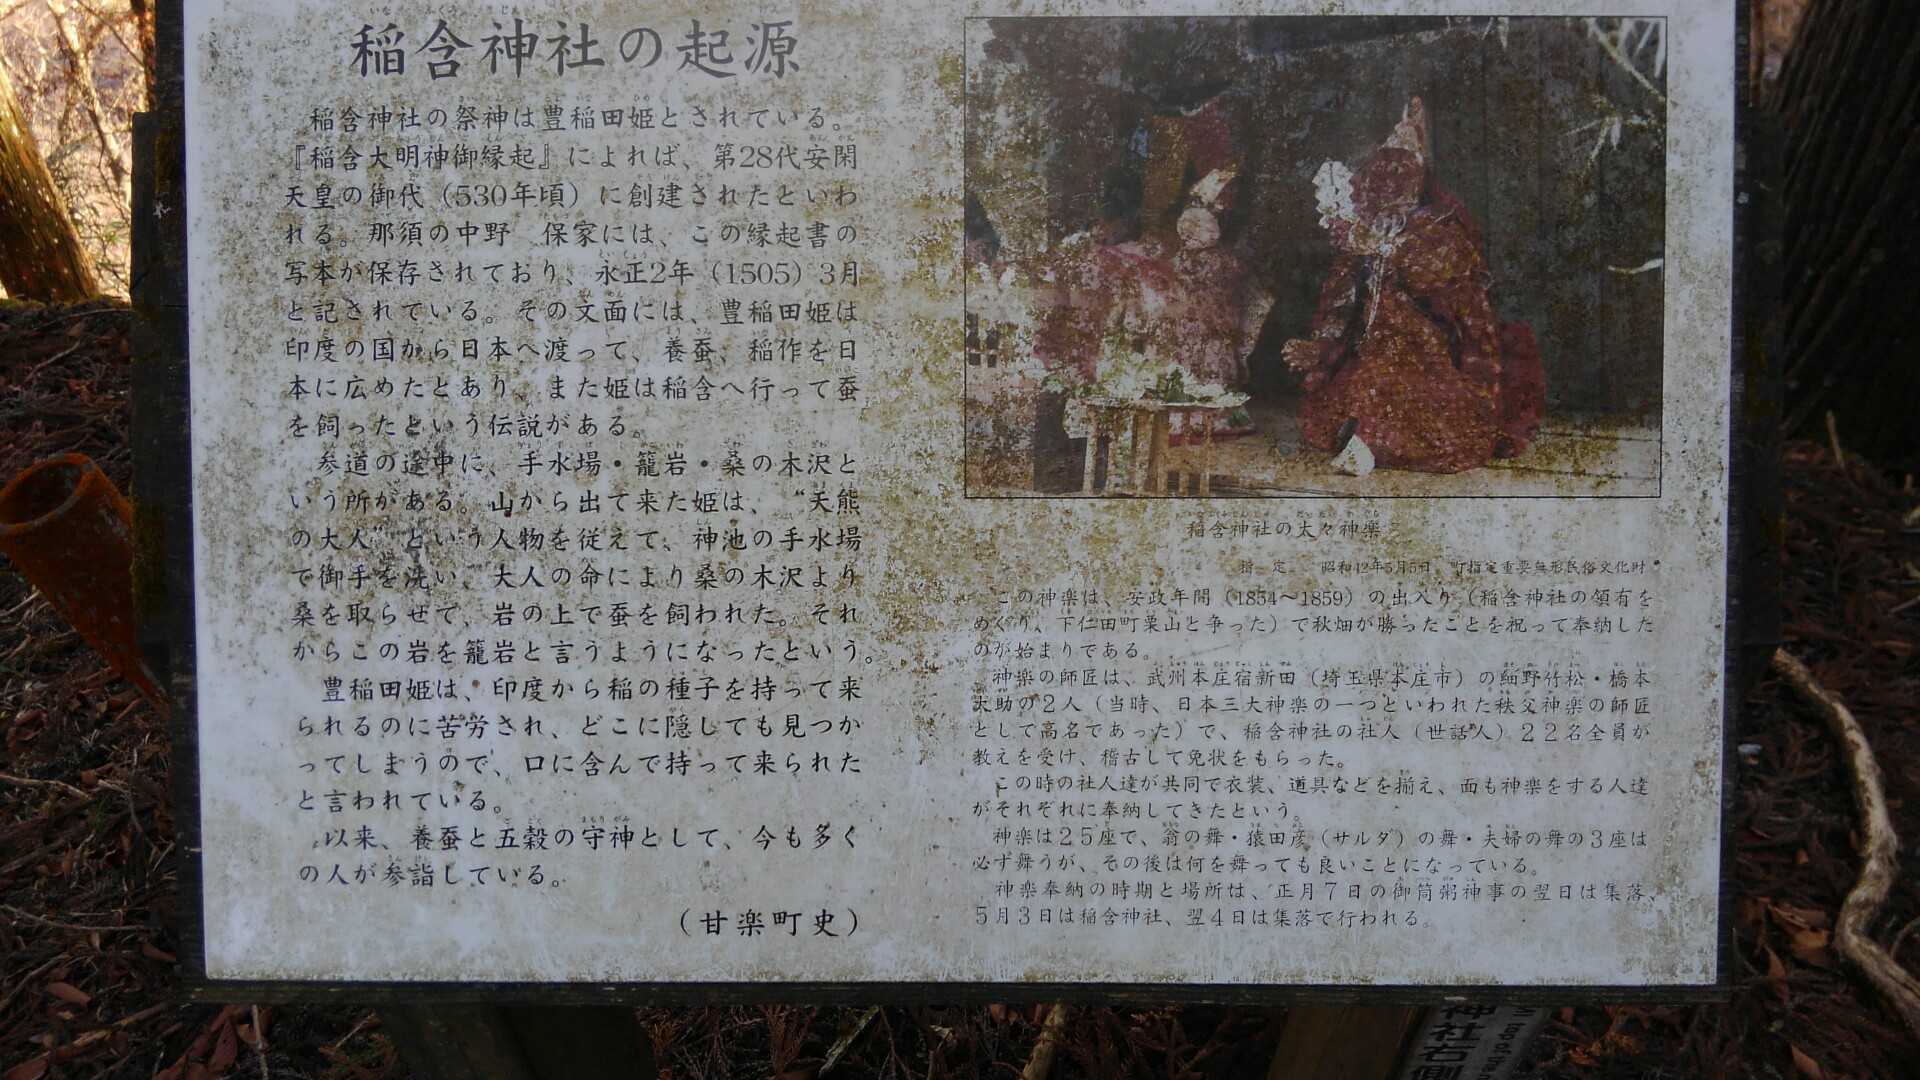 稲含神社の起源
稲含神社の祭神は豊稲田姫とされている。
『稲含大明神御縁起』によれば、第28代安閑
天皇の御代（530年頃）に創建されたといわ
れる。那須の中野　保家には、この縁起書の
写本が保存されており、永正2年（1505）3月
と記されている。その文面には、豊稲田姫は
印度の国から日本へ渡って、養蚕、稲作を日
本に広めたとあり、また姫は稲含へ行って蚕
を飼ったという伝説がある。
参道の途中に、手水場・籠岩・桑の木沢と
いう所がある。山から出て来た姫は、“天熊
の大人”という人物を従えて、神池の手水場
で御手を洗い、大人の命により桑の木沢より
桑を取らせて、岩の上で蚕を飼われた。それ
からこの岩を籠岩と言うようになったという。
豊稲田姫は、印度から稲の種子を持って来
られるのに苦労され、どこに隠しても見つか
ってしまうので、口に含んで持って来られた
と言われている。
以来、養蚕と五穀の守神として、今も多く
の人が参詣している。
（甘楽町史）
稲含神社の太々神楽
指　定　　昭和42年5月5日　町指定重要無形民俗文化財
この神楽は、安政年間（1854～1859）の出入り（稲含神社の領有を
めぐり、下仁田町栗山と争った）で秋畑が勝ったことを祝って奉納した
のが始まりである。
神楽の師匠は、武州本庄宿新田（埼玉県本庄市）の細野竹松・橋本
太助の2人（当時、日本三大神楽の一つといわれた秩父神楽の師匠
として高名であった）で、稲含神社の社人（世話人）22名全員が
教えを受け、稽古して免状をもらった。
この時の社人達が共同で衣装、道具などを揃え、面も神楽をする人達
がそれぞれに奉納してきたという。
神楽は25座で、翁の舞・猿田彦（サルダ）の舞・夫婦の舞の3座は
必ず舞うが、その後は何を舞っても良いことになっている。
神楽奉納の時期と場所は、正月7日の御筒粥神事の翌日は集落、
5月3日は稲含神社、翌4日は集落で行われる。
神社右側